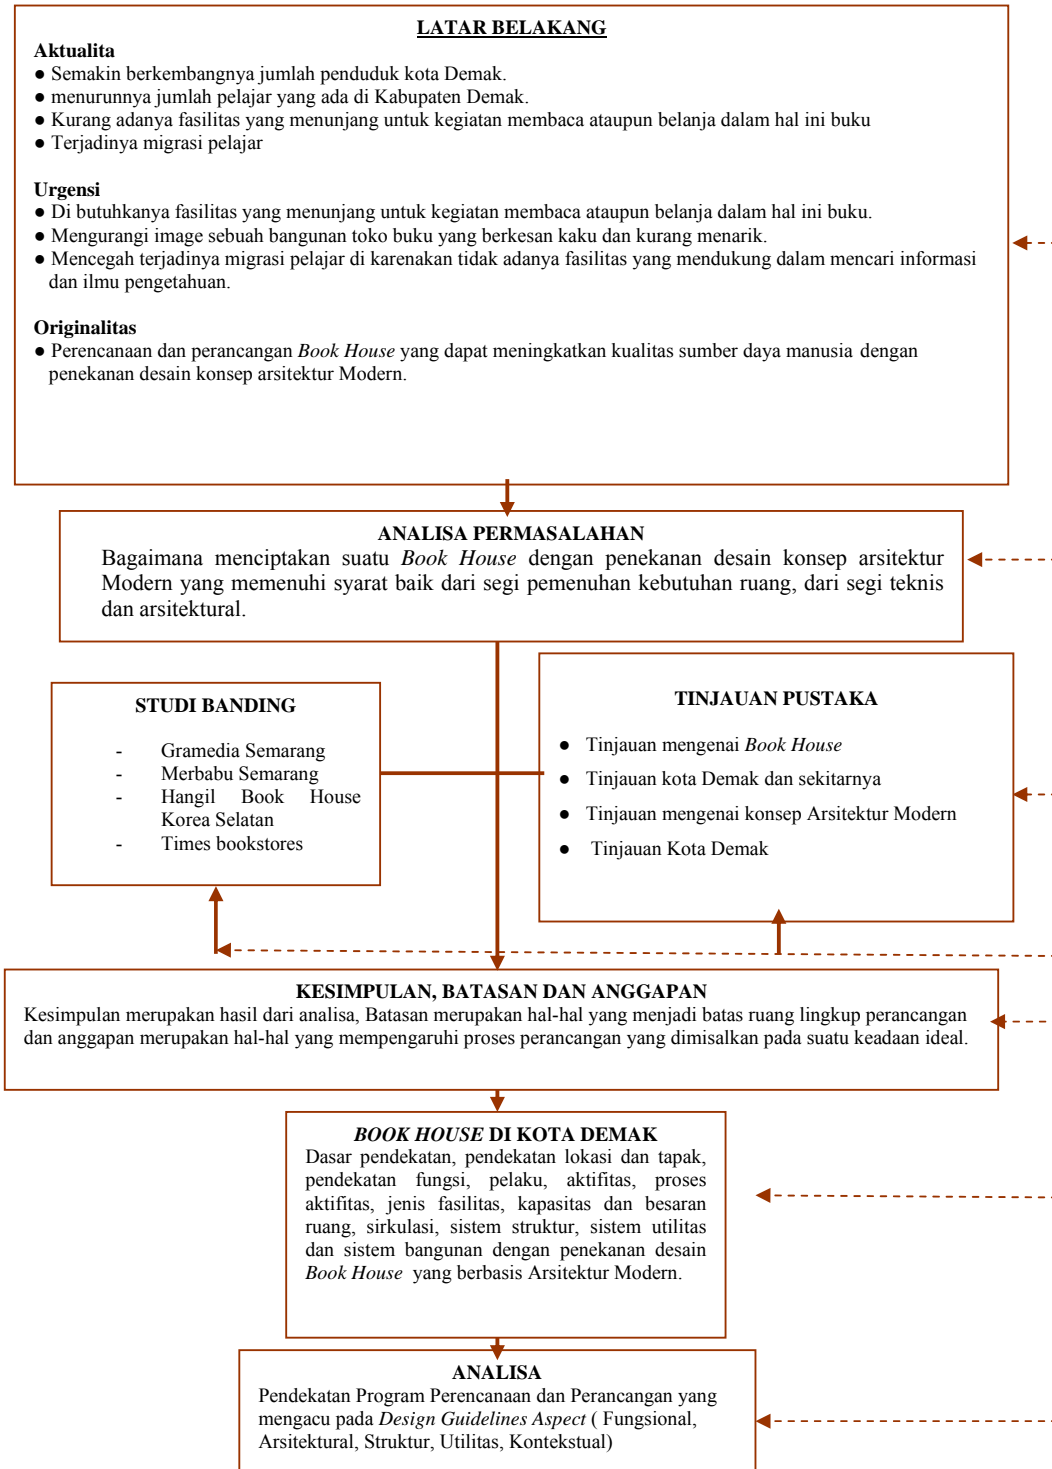 LATAR BELAKANG
Aktualita
● Semakin berkembangnya jumlah penduduk kota Demak.
● menurunnya jumlah pelajar yang ada di Kabupaten Demak.
● Kurang adanya fasilitas yang menunjang untuk kegiatan membaca ataupun belanja dalam hal ini buku
● Terjadinya migrasi pelajar
Urgensi
● Di butuhkanya fasilitas yang menunjang untuk kegiatan membaca ataupun belanja dalam hal ini buku.
● Mengurangi image sebuah bangunan toko buku yang berkesan kaku dan kurang menarik.
● Mencegah terjadinya migrasi pelajar di karenakan tidak adanya fasilitas yang mendukung dalam mencari informasi
dan ilmu pengetahuan.
Originalitas
● Perencanaan dan perancangan Book House yang dapat meningkatkan kualitas sumber daya manusia dengan
penekanan desain konsep arsitektur Modern.
ANALISA PERMASALAHAN
Bagaimana menciptakan suatu Book House dengan penekanan desain konsep arsitektur
Modern yang memenuhi syarat baik dari segi pemenuhan kebutuhan ruang, dari segi teknis
dan arsitektural.
STUDI BANDING
- Gramedia Semarang
- Merbabu Semarang
- Hangil Book House
Korea Selatan
- Times bookstores
TINJAUAN PUSTAKA
● Tinjauan mengenai Book House
● Tinjauan kota Demak dan sekitarnya
● Tinjauan mengenai konsep Arsitektur Modern
● Tinjauan Kota Demak
KESIMPULAN, BATASAN DAN ANGGAPAN
Kesimpulan merupakan hasil dari analisa, Batasan merupakan hal-hal yang menjadi batas ruang lingkup perancangan
dan anggapan merupakan hal-hal yang mempengaruhi proses perancangan yang dimisalkan pada suatu keadaan ideal.
BOOK HOUSE DI KOTA DEMAK
Dasar pendekatan, pendekatan lokasi dan tapak,
pendekatan fungsi, pelaku, aktifitas, proses
aktifitas, jenis fasilitas, kapasitas dan besaran
ruang, sirkulasi, sistem struktur, sistem utilitas
dan sistem bangunan dengan penekanan desain
Book House yang berbasis Arsitektur Modern.
ANALISA
Pendekatan Program Perencanaan dan Perancangan yang
mengacu pada Design Guidelines Aspect ( Fungsional,
Arsitektural, Struktur, Utilitas, Kontekstual)